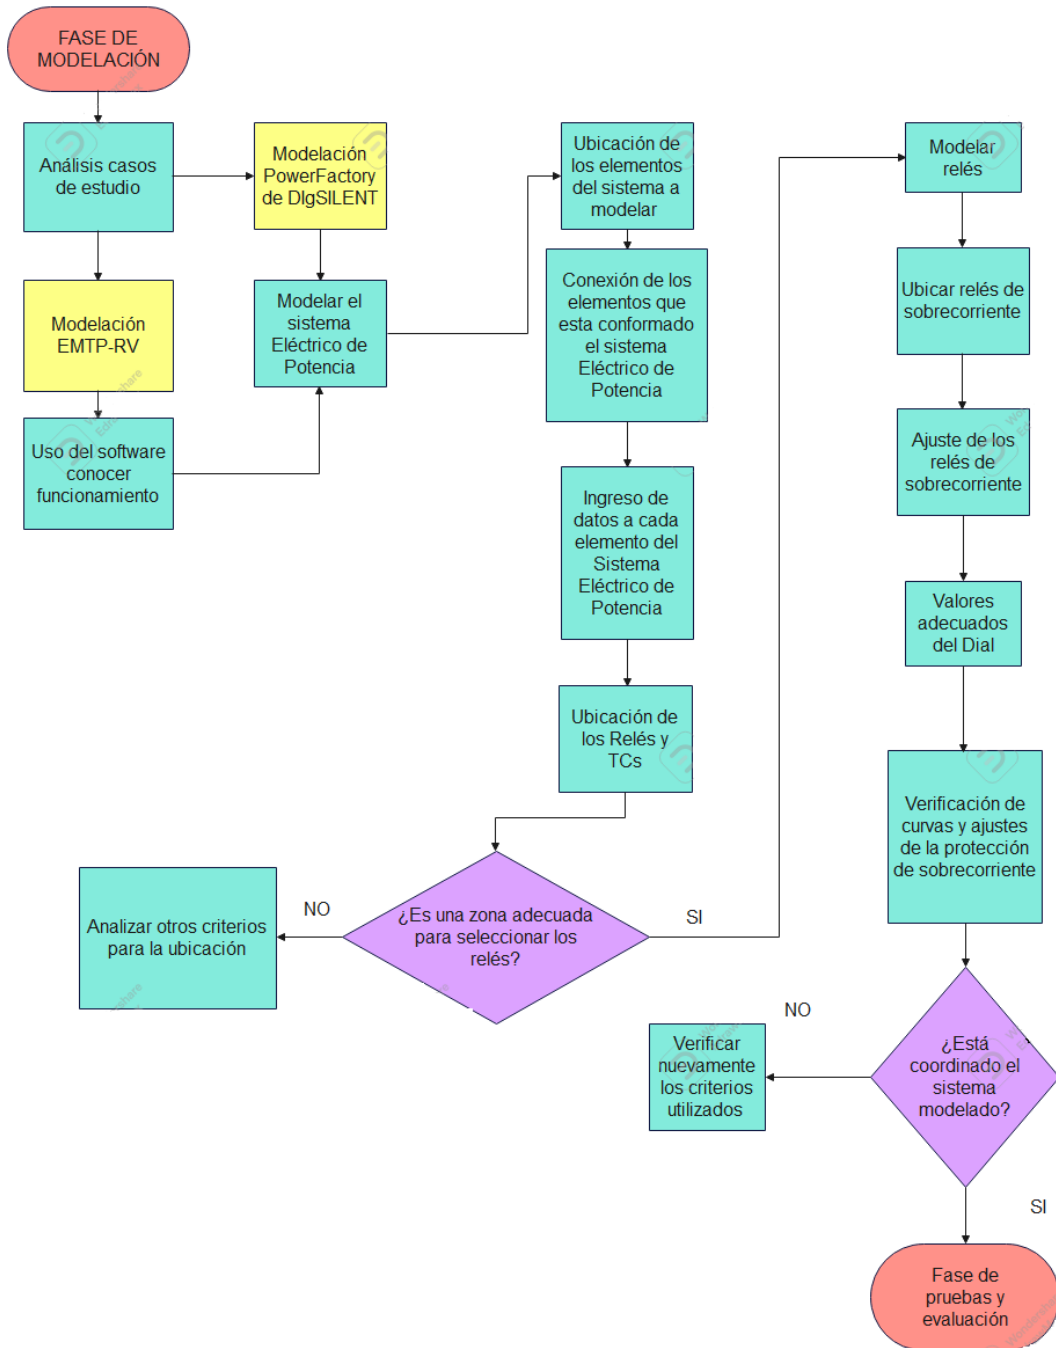 FASE DE
MODELACIÓN
Análisis casos
de estudio
Modelación
PowerFactory
de DIgSILENT
Modelación
EMTP-RV
Uso del software
conocer
funcionamiento
Modelar el
sistema
Eléctrico de
Potencia
Ubicación de
los elementos
del sistema a
modelar
Conexión de los
elementos que
esta conformado
el sistema
Eléctrico de
Potencia
Ingreso de
datos a cada
elemento del
Sistema
Eléctrico de
Potencia
Ubicación de
los Relés y
TCs
¿Es una zona adecuada
para seleccionar los
relés?
NO
Analizar otros criterios
para la ubicación
SI
Modelar
relés
Ubicar relés de
sobrecorriente
Ajuste de los
relés de
sobrecorriente
Valores
adecuados
del Dial
Verificación de
curvas y ajustes
de la protección
de sobrecorriente
¿Está
coordinado el
sistema
modelado?
NO
Verificar
nuevamente
los criterios
utilizados
SI
Fase de
pruebas y
evaluación